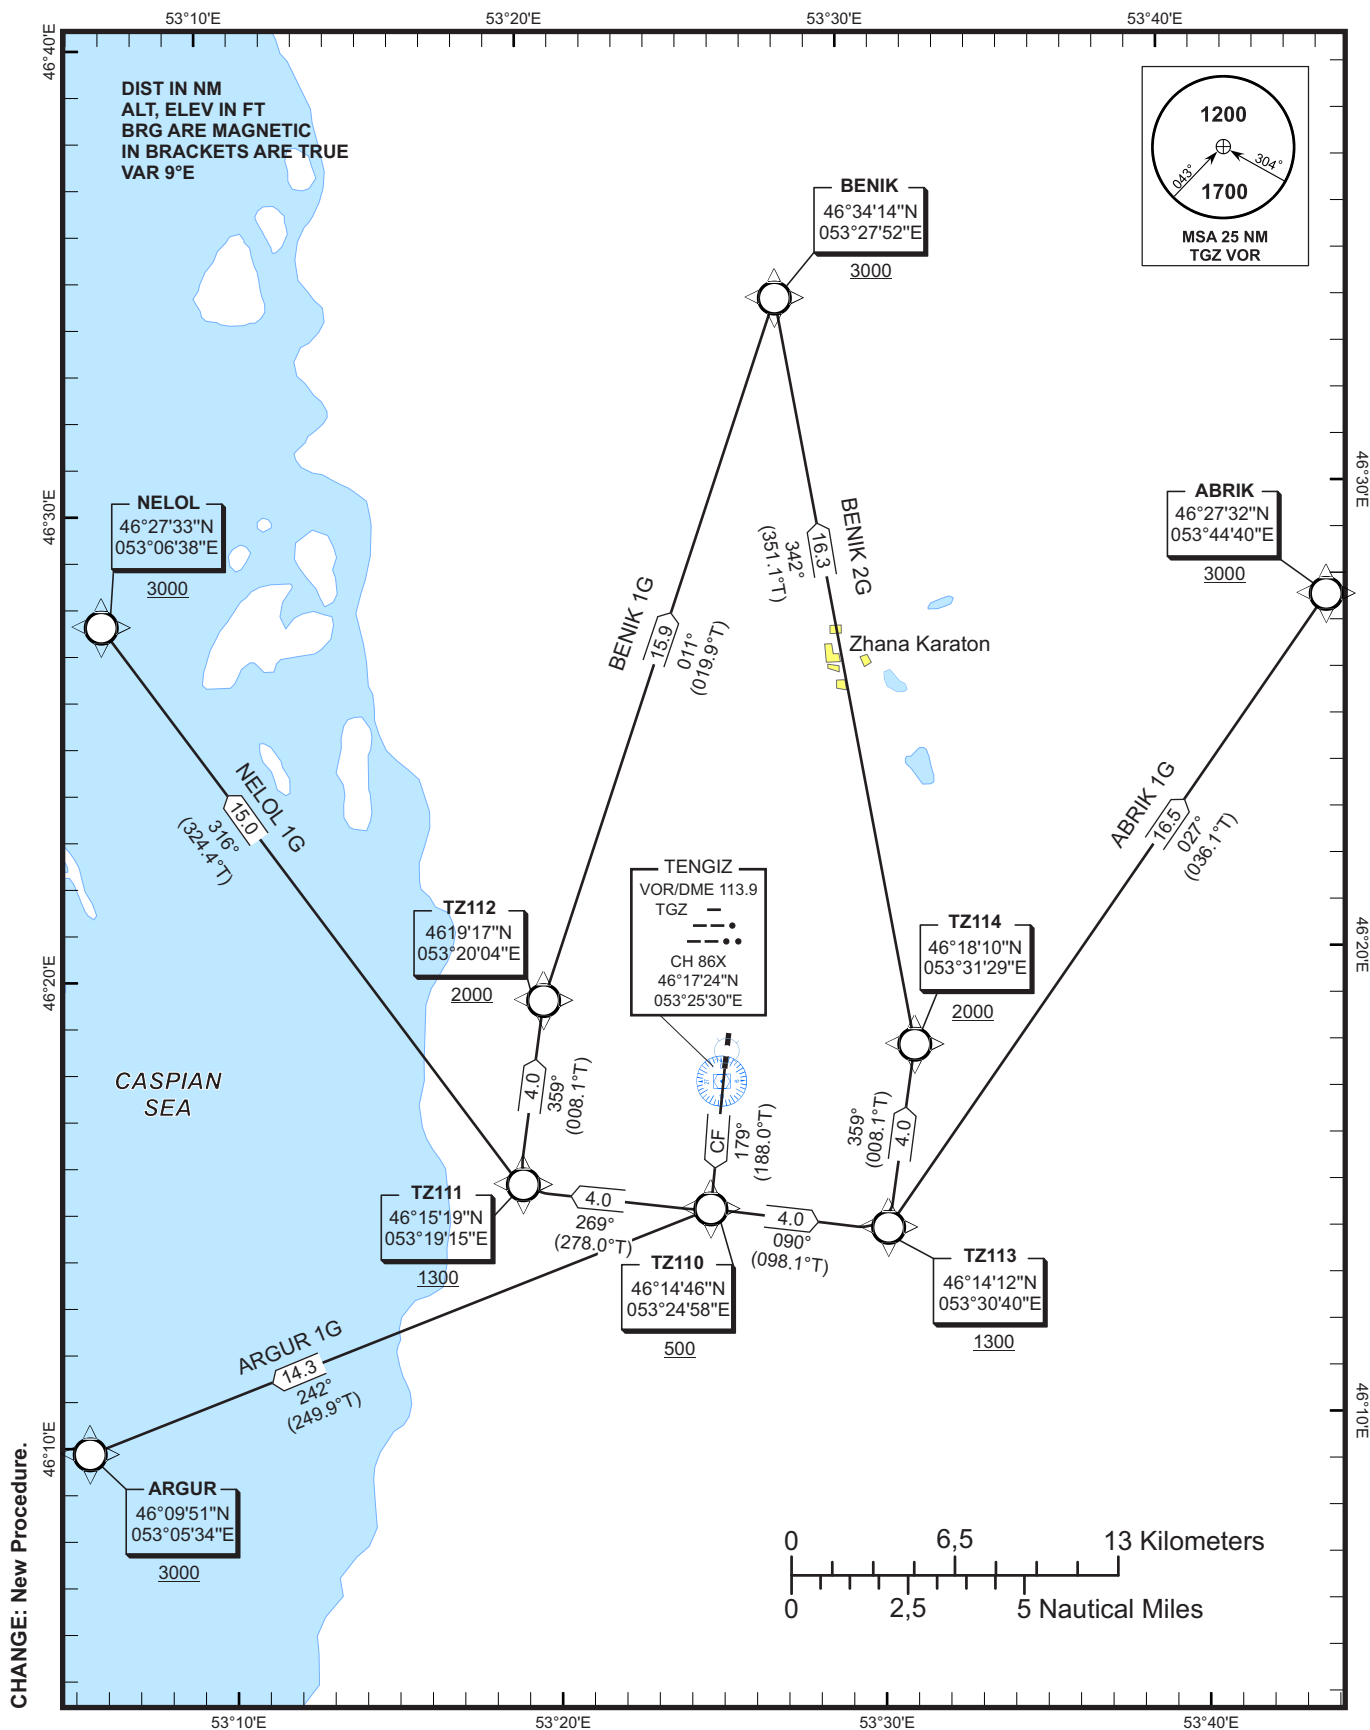 53°10'E
53°20'E
53°30'E
53°40'E
46°40'E
DIST IN NM
ALT, ELEV IN FT
BRG ARE MAGNETIC
IN BRACKETS ARE TRUE
VAR 9°E
1200
043°
304°
1700
MSA 25 NM
TGZ VOR
BENIK
46°34'14"N
053°27'52"E
3000
46°30'E
46°30'E
NELOL
46°27'33"N
053°06'38"E
3000
ABRIK
46°27'32"N
053°44'40"E
3000
BENIK 2G
16.3
342°
(351.1°T)
BENIK 1G
15.9
011°
(019.9°T)
Zhana Karaton
NELOL 1G
15.0
316°
(324.4°T)
ABRIK 1G
16.5
027°
(036.1°T)
TENGIZ
VOR/DME 113.9
TGZ
CH 86X
46°17'24"N
053°25'30"E
TZ112
4619'17"N
053°20'04"E
2000
TZ114
46°18'10"N
053°31'29"E
2000
46°20'E
46°20'E
CASPIAN
SEA
4.0
359°
(008.1°T)
CF
179°
(188.0°T)
359°
(008.1°T)
4.0
TZ111
46°15'19"N
053°19'15"E
1300
4.0
269°
(278.0°T)
4.0
090°
(098.1°T)
TZ110
46°14'46"N
053°24'58"E
500
TZ113
46°14'12"N
053°30'40"E
1300
ARGUR 1G
14.3
242°
(249.9°T)
46°10'E
46°10'E
ARGUR
46°09'51"N
053°05'34"E
3000
0 6,5 13 Kilometers
0 2,5 5 Nautical Miles
CHANGE: New Procedure.
53°10'E
53°20'E
53°30'E
53°40'E